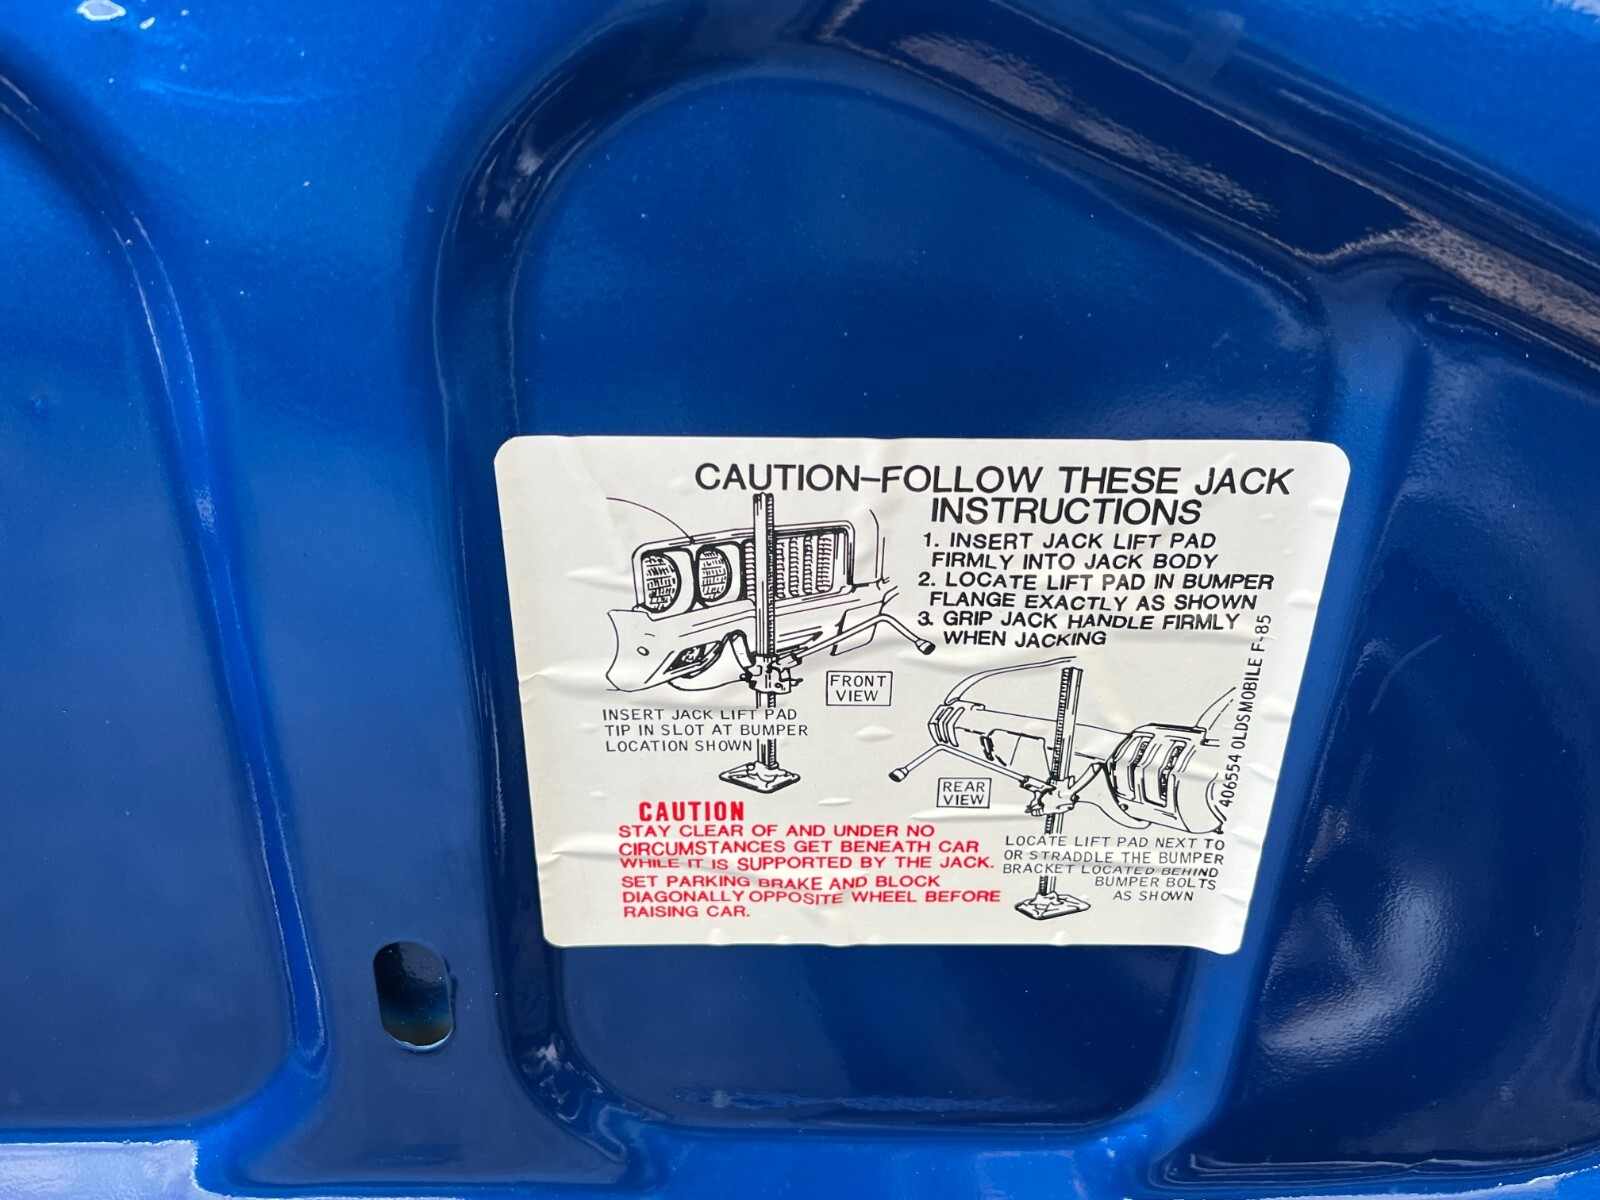 CAUTION–FOLLOW THESE JACK
INSTRUCTIONS
1. INSERT JACK LIFT PAD
FIRMLY INTO JACK BODY
2. LOCATE LIFT PAD IN BUMPER
FLANGE EXACTLY AS SHOWN
3. GRIP JACK HANDLE FIRMLY
WHEN JACKING
FRONT
VIEW
INSERT JACK LIFT PAD
TIP IN SLOT AT BUMPER
LOCATION SHOWN
REAR
VIEW
LOCATE LIFT PAD NEXT TO
OR STRADDLE THE BUMPER
BRACKET LOCATED BEHIND
BUMPER BOLTS
AS SHOWN
406554 OLDSMOBILE F-85
CAUTION
STAY CLEAR OF AND UNDER NO
CIRCUMSTANCES GET BENEATH CAR
WHILE IT IS SUPPORTED BY THE JACK.
SET PARKING BRAKE AND BLOCK
DIAGONALLY OPPOSITE WHEEL BEFORE
RAISING CAR.